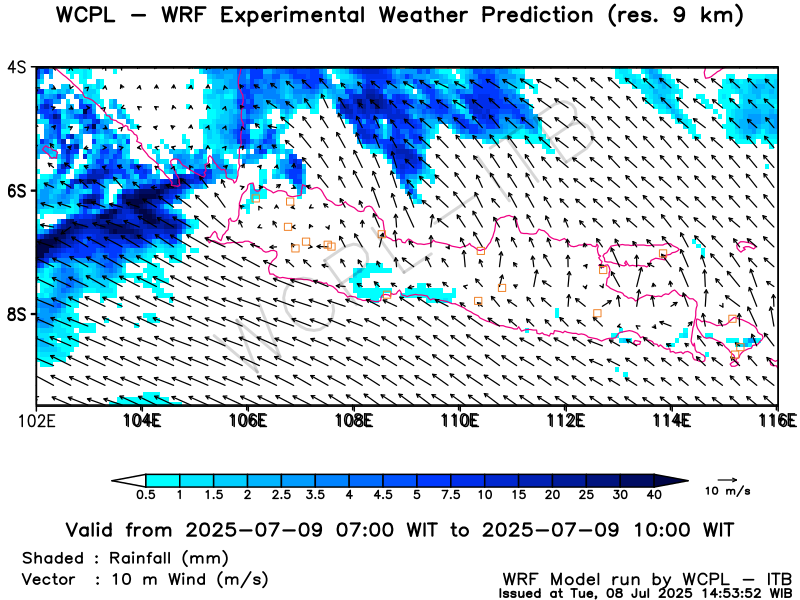 WCPL – WRF Experimental Weather Prediction (res. 9 km)
4S
6S
8S
WCPL-ITB
102E 104E 106E 108E 110E 112E 114E 116E
0.5 1 1.5 2 2.5 3.5 4 4.5 5 7.5 10 15 20 25 30 40
10 m/s
Valid from 2025-07-09 07:00 WIT to 2025-07-09 10:00 WIT
Shaded : Rainfall (mm)
Vector : 10 m Wind (m/s)
WRF Model run by WCPL – ITB
Issued at Tue, 08 Jul 2025 14:53:52 WIB